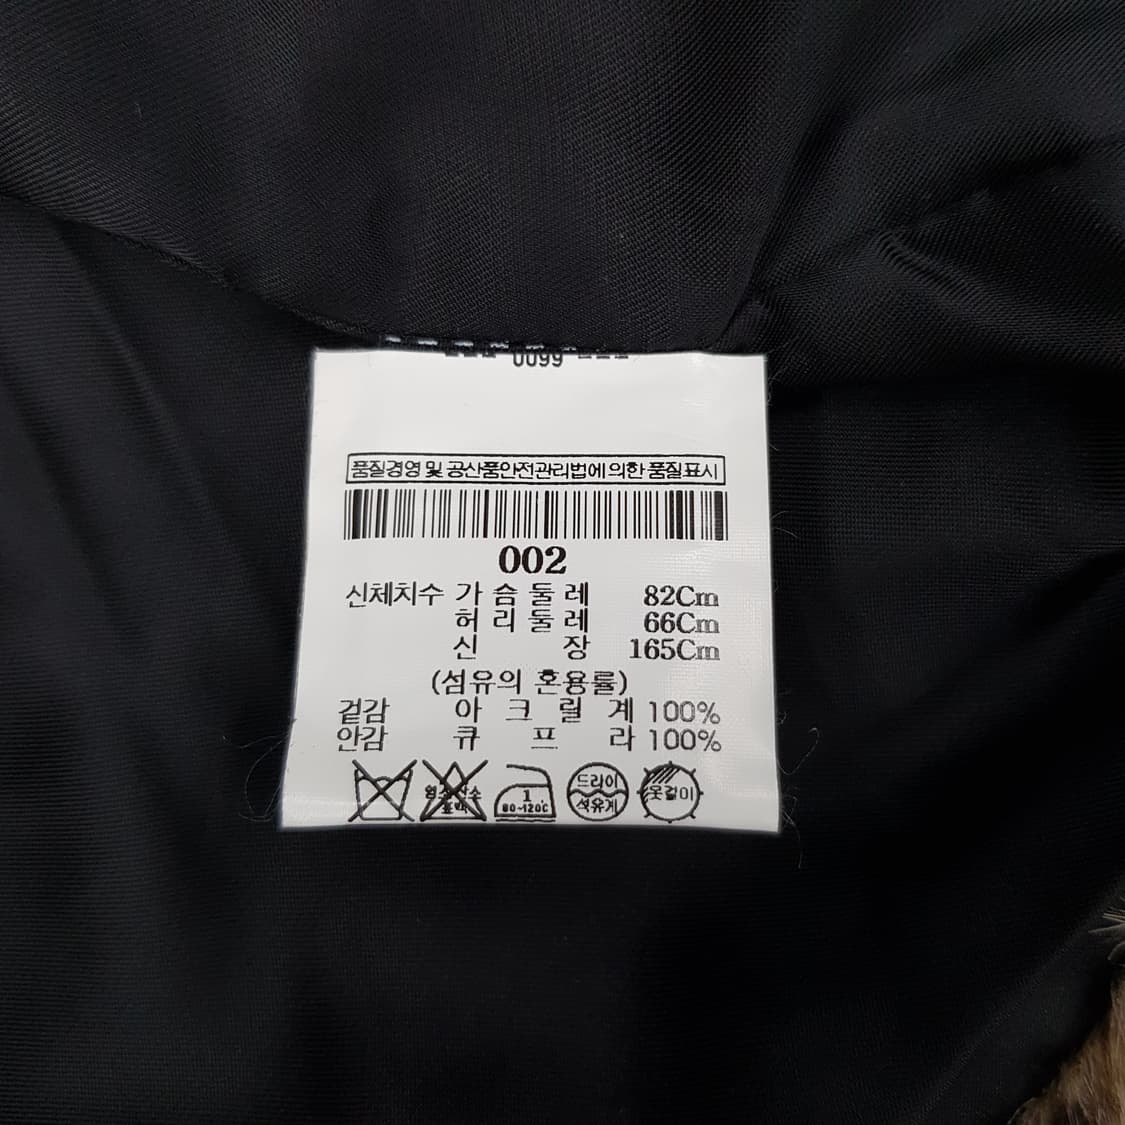 0099
품질경영 및 공산품안전관리법에 의한 품질표시
002
신체치수 가슴둘레 82Cm
허리둘레 66Cm
신장 165Cm
(섬유의 혼용률)
겉감 아크릴계 100%
안감 큐프라 100%
1
80~120℃
드라이
석유계
옷걸이